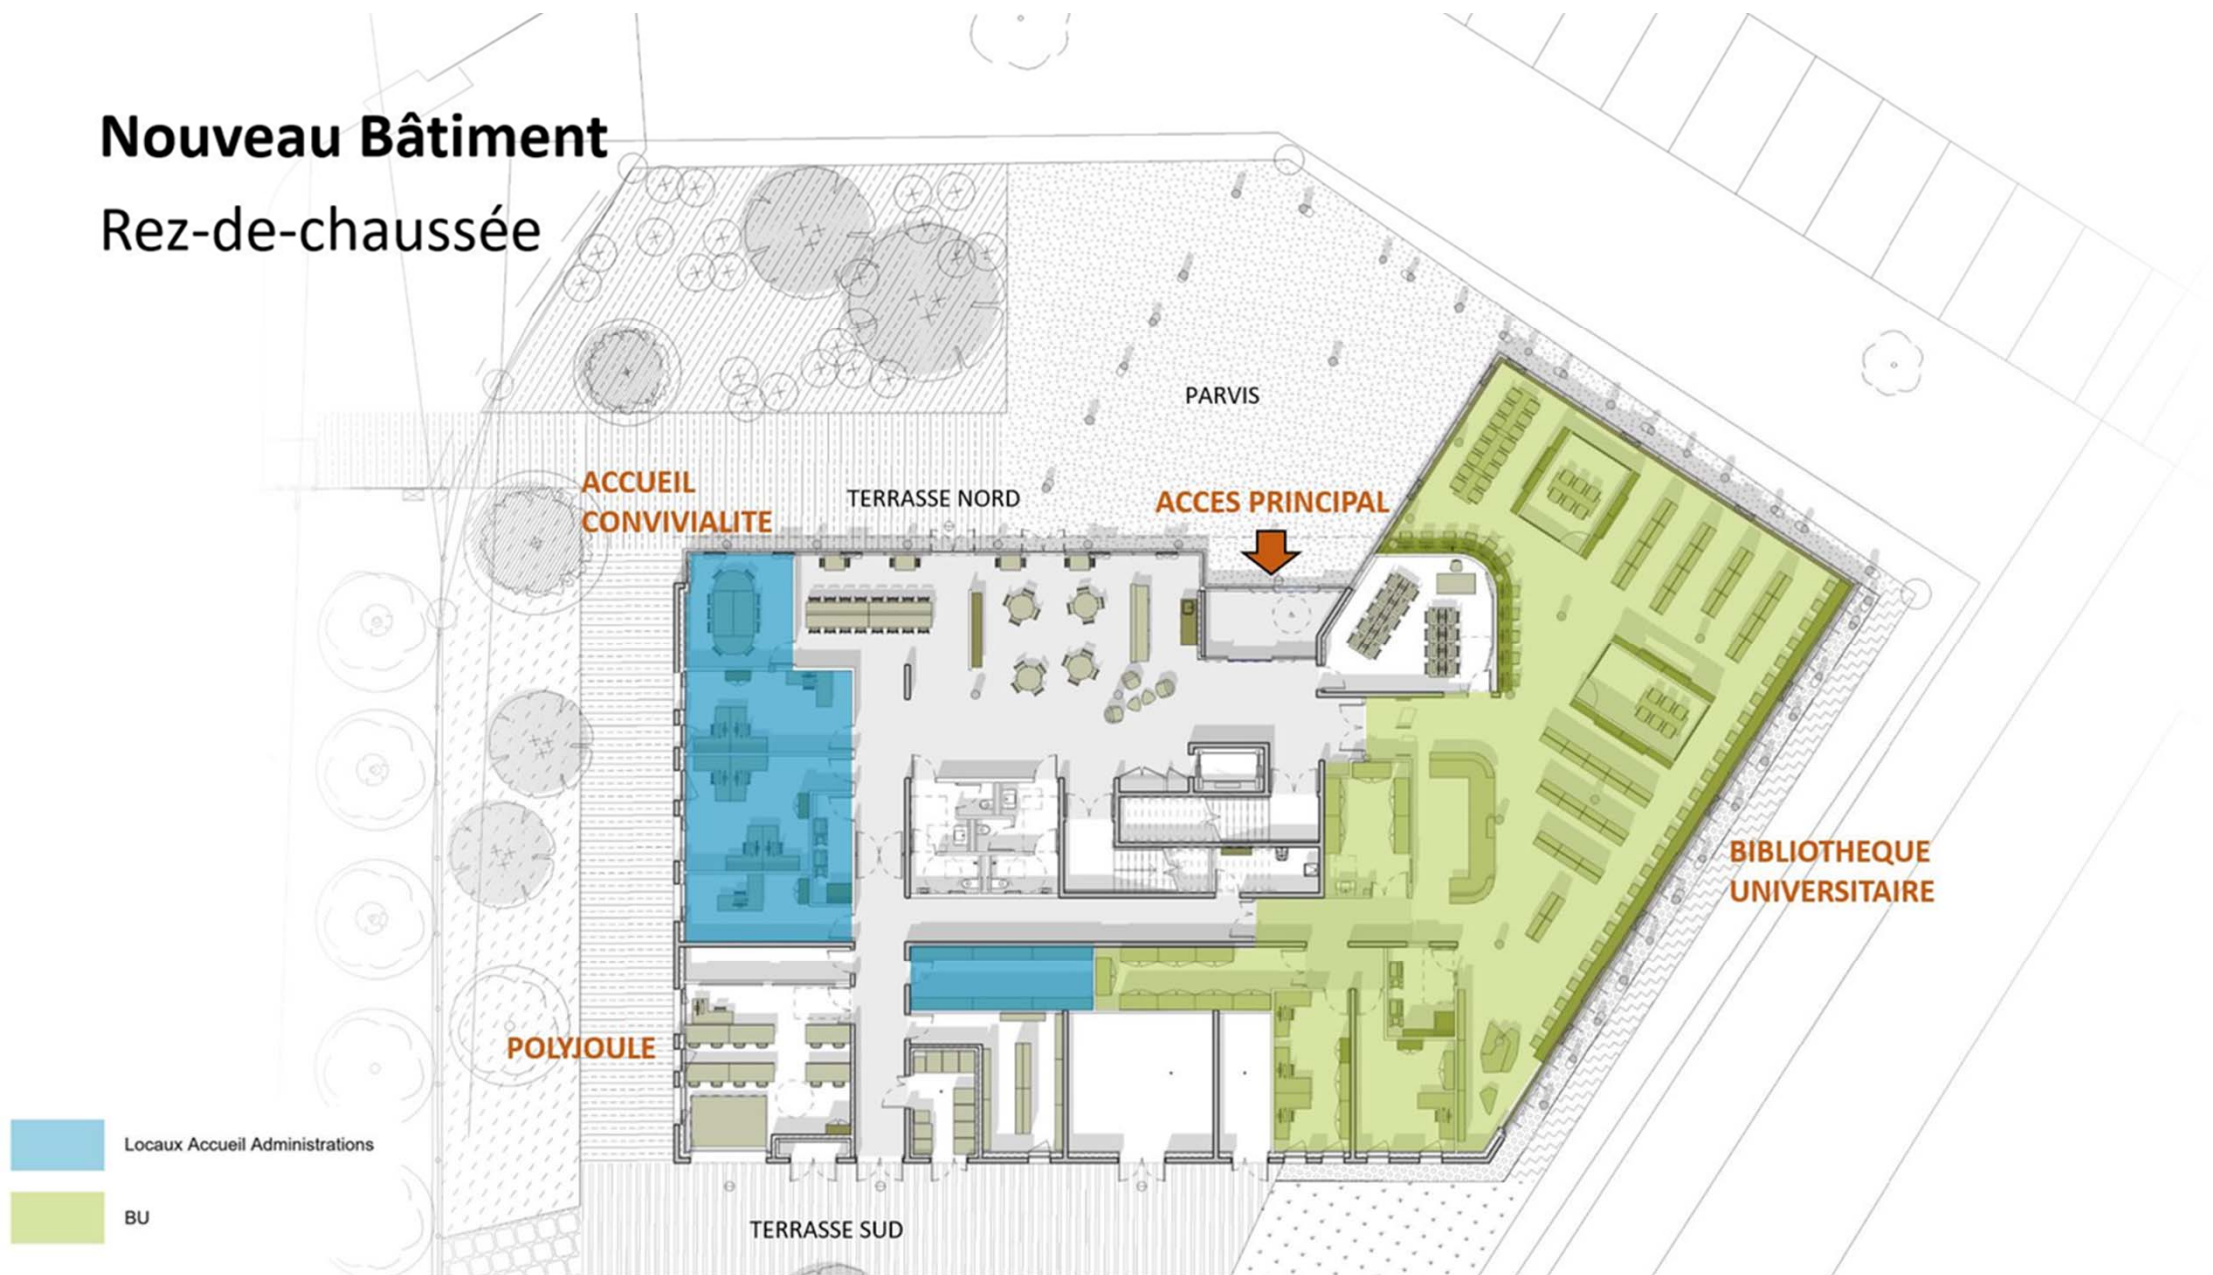 Nouveau Bâtiment
Rez-de-chaussée
PARVIS
ACCUEIL
CONVIVIALITE
TERRASSE NORD
ACCES PRINCIPAL
BIBLIOTHEQUE
UNIVERSITAIRE
POLYJOULE
Locaux Accueil Administrations
BU
TERRASSE SUD